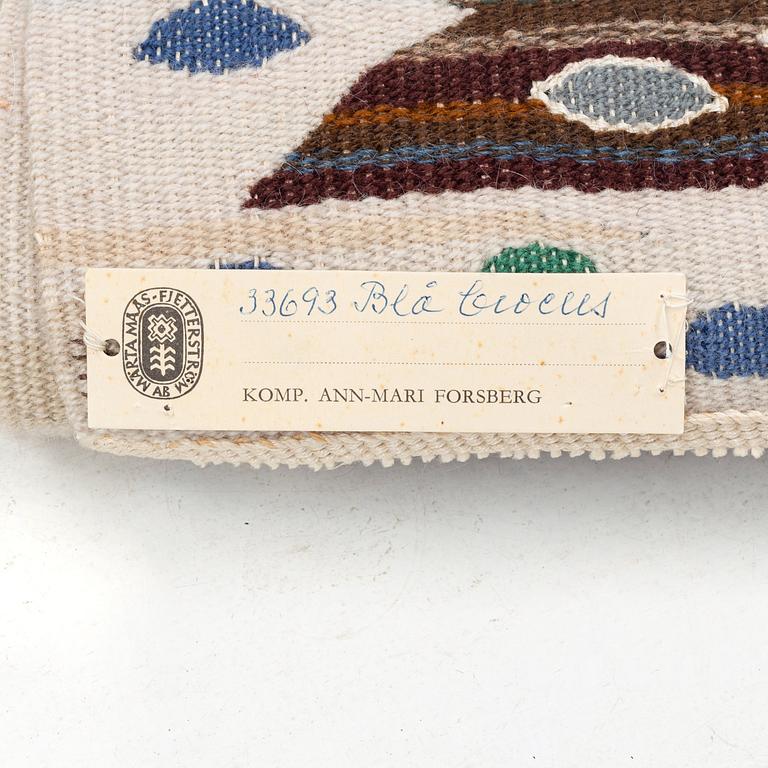 33693 Blå Crocus
MÄRTA MÅÅS-FJETTERSTRÖM AB
KOMP. ANN-MARI FORSBERG